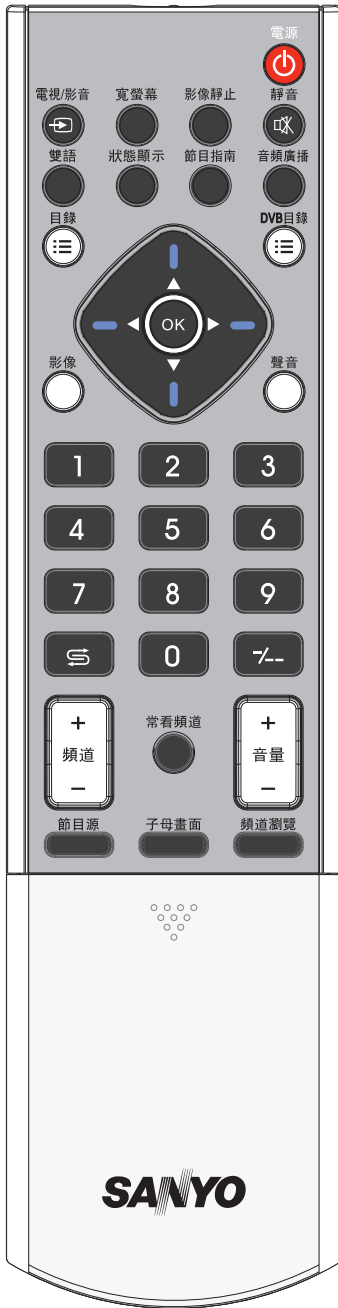 電源
電視/影音 寬螢幕 影像靜止 靜音
雙語 狀態顯示 節目指南 音頻廣播
目錄 DVB目錄
OK
影像 聲音
1 2 3
4 5 6
7 8 9
0 -/--
+ 常看頻道 +
頻道 音量
− −
節目源 子母畫面 頻道瀏覽
SANYO